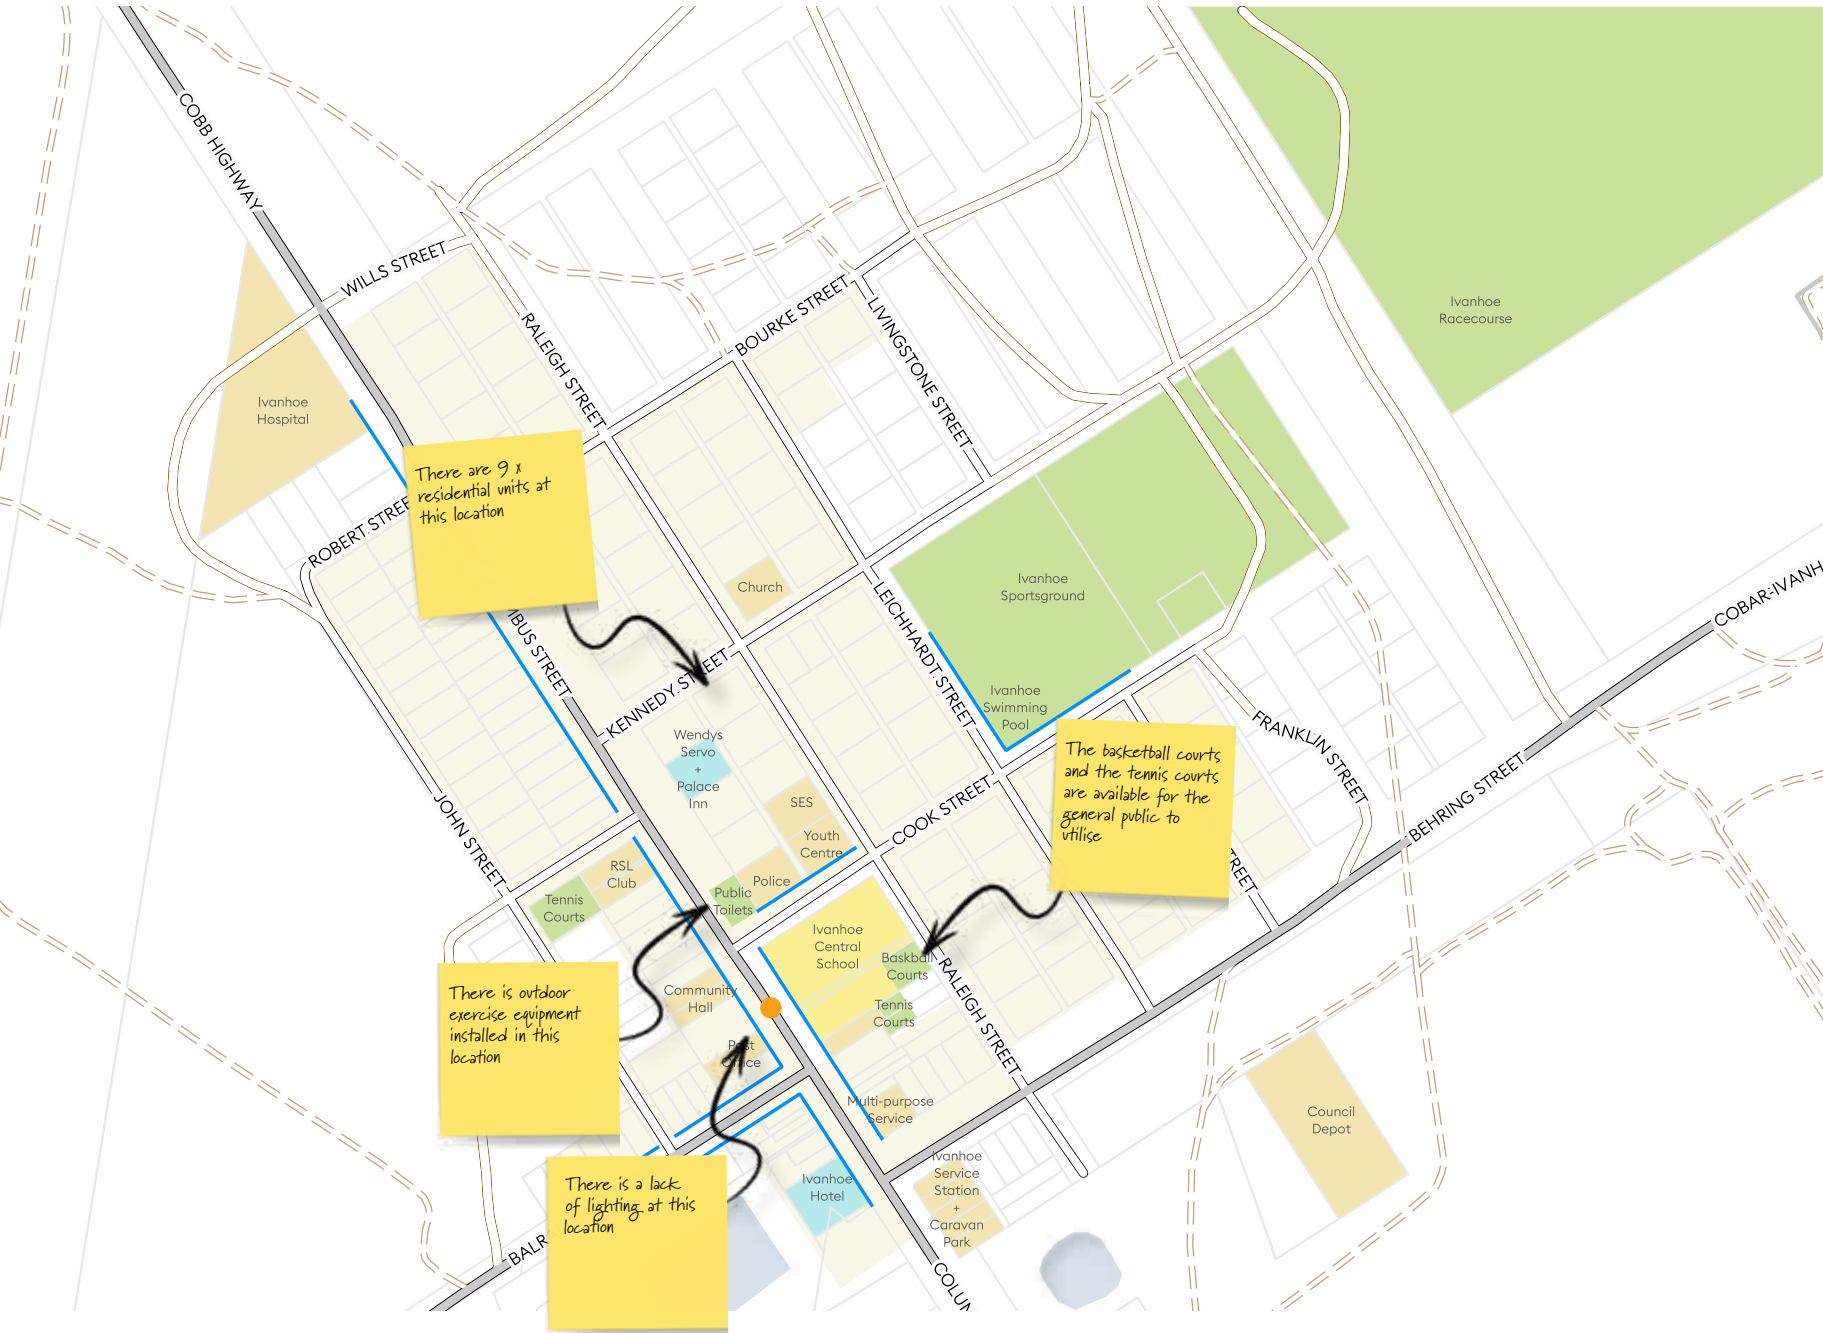 COBB HIGHWAY
WILLS STREET
RALEIGH STREET
BOURKE STREET
LIVINGSTONE STREET
Ivanhoe
Racecourse
Ivanhoe
Hospital
There are 9 x
residential units at
this location
ROBERT STREE
Church
Ivanhoe
Sportsground
COBAR-IVANH
MBUS STREET
LEICHHARDT STREET
KENNEDY STREET
Ivanhoe
Swimming
Pool
FRANKLIN STREET
Wendys
Servo
+
Palace
Inn
The basketball courts
and the tennis courts
are available for the
general public to
utilise
SES
Youth
Centre
COOK STREET
BEHRING STREET
JOHN STREET
RSL
Club
Tennis
Courts
Police
Public
Toilets
TREET
Ivanhoe
Central
School
Baskball
Courts
RALEIGH STREET
Tennis
Courts
Community
Hall
There is outdoor
exercise equipment
installed in this
location
Post
Office
Multi-purpose
Service
Council
Depot
Ivanhoe
Service
Station
+
Caravan
Park
Ivanhoe
Hotel
There is a lack
of lighting at this
location
BALR
COLUM